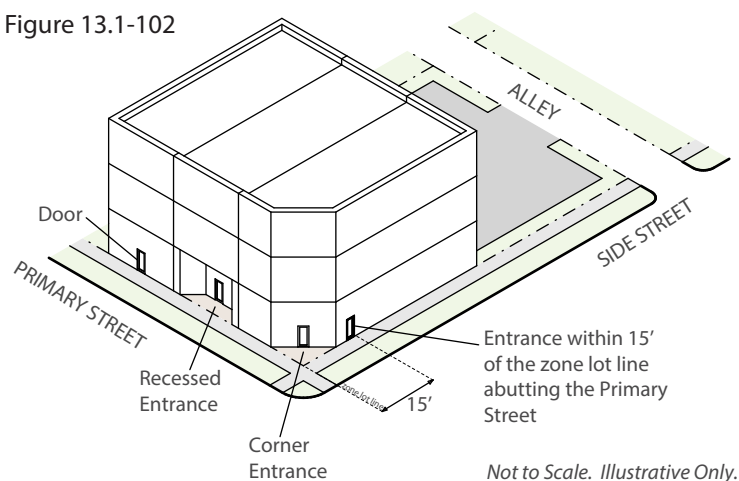 Figure 13.1-102
ALLEY
Door
SIDE STREET
PRIMARY STREET
Entrance within 15’
of the zone lot line
abutting the Primary
Street
Recessed
Entrance
zone lot line
15’
Corner
Entrance
Not to Scale. Illustrative Only.